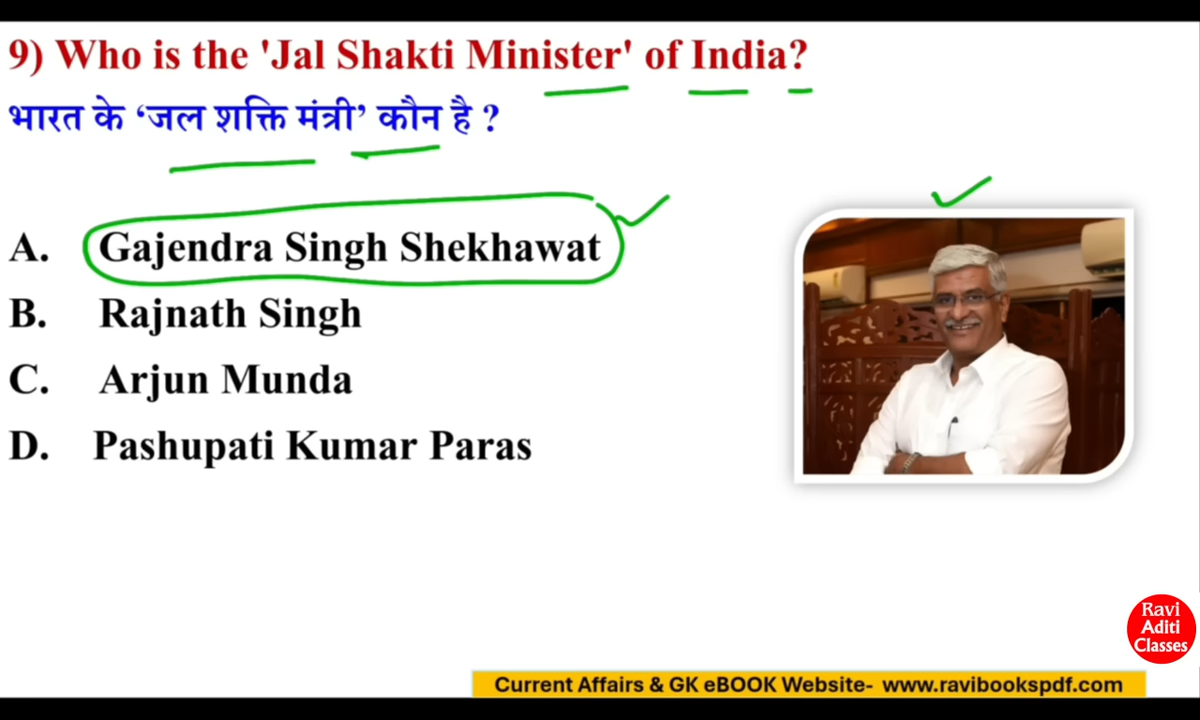 9) Who is the 'Jal Shakti Minister' of India?
भारत के ‘जल शक्ति मंत्री’ कौन है ?
A. Gajendra Singh Shekhawat
B. Rajnath Singh
C. Arjun Munda
D. Pashupati Kumar Paras
Ravi
Aditi
Classes
Current Affairs & GK eBOOK Website- www.ravibookspdf.com